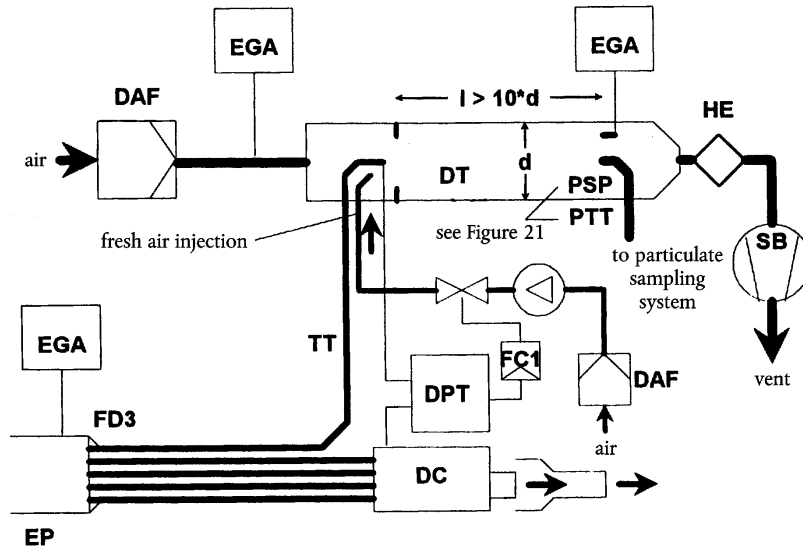 EGA
EGA
DAF
l > 10*d
HE
air
d
DT
PSP
PTT
fresh air injection
see Figure 21
to particulate
sampling
system
SB
vent
EGA
TT
FC1
DAF
DPT
air
FD3
DC
EP